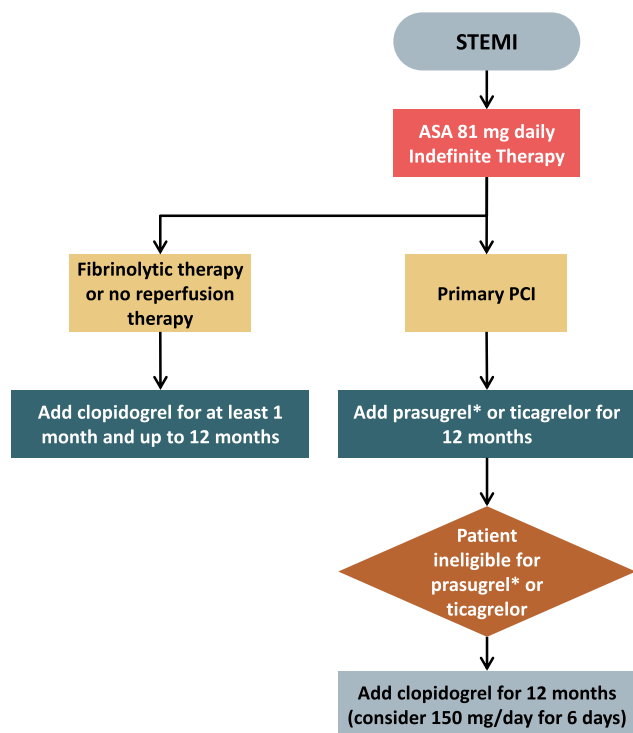 STEMI
ASA 81 mg daily
Indefinite Therapy
Fibrinolytic therapy
or no reperfusion
therapy
Primary PCI
Add clopidogrel for at least 1
month and up to 12 months
Add prasugrel* or ticagrelor for
12 months
Patient
ineligible for
prasugrel* or
ticagrelor
Add clopidogrel for 12 months
(consider 150 mg/day for 6 days)